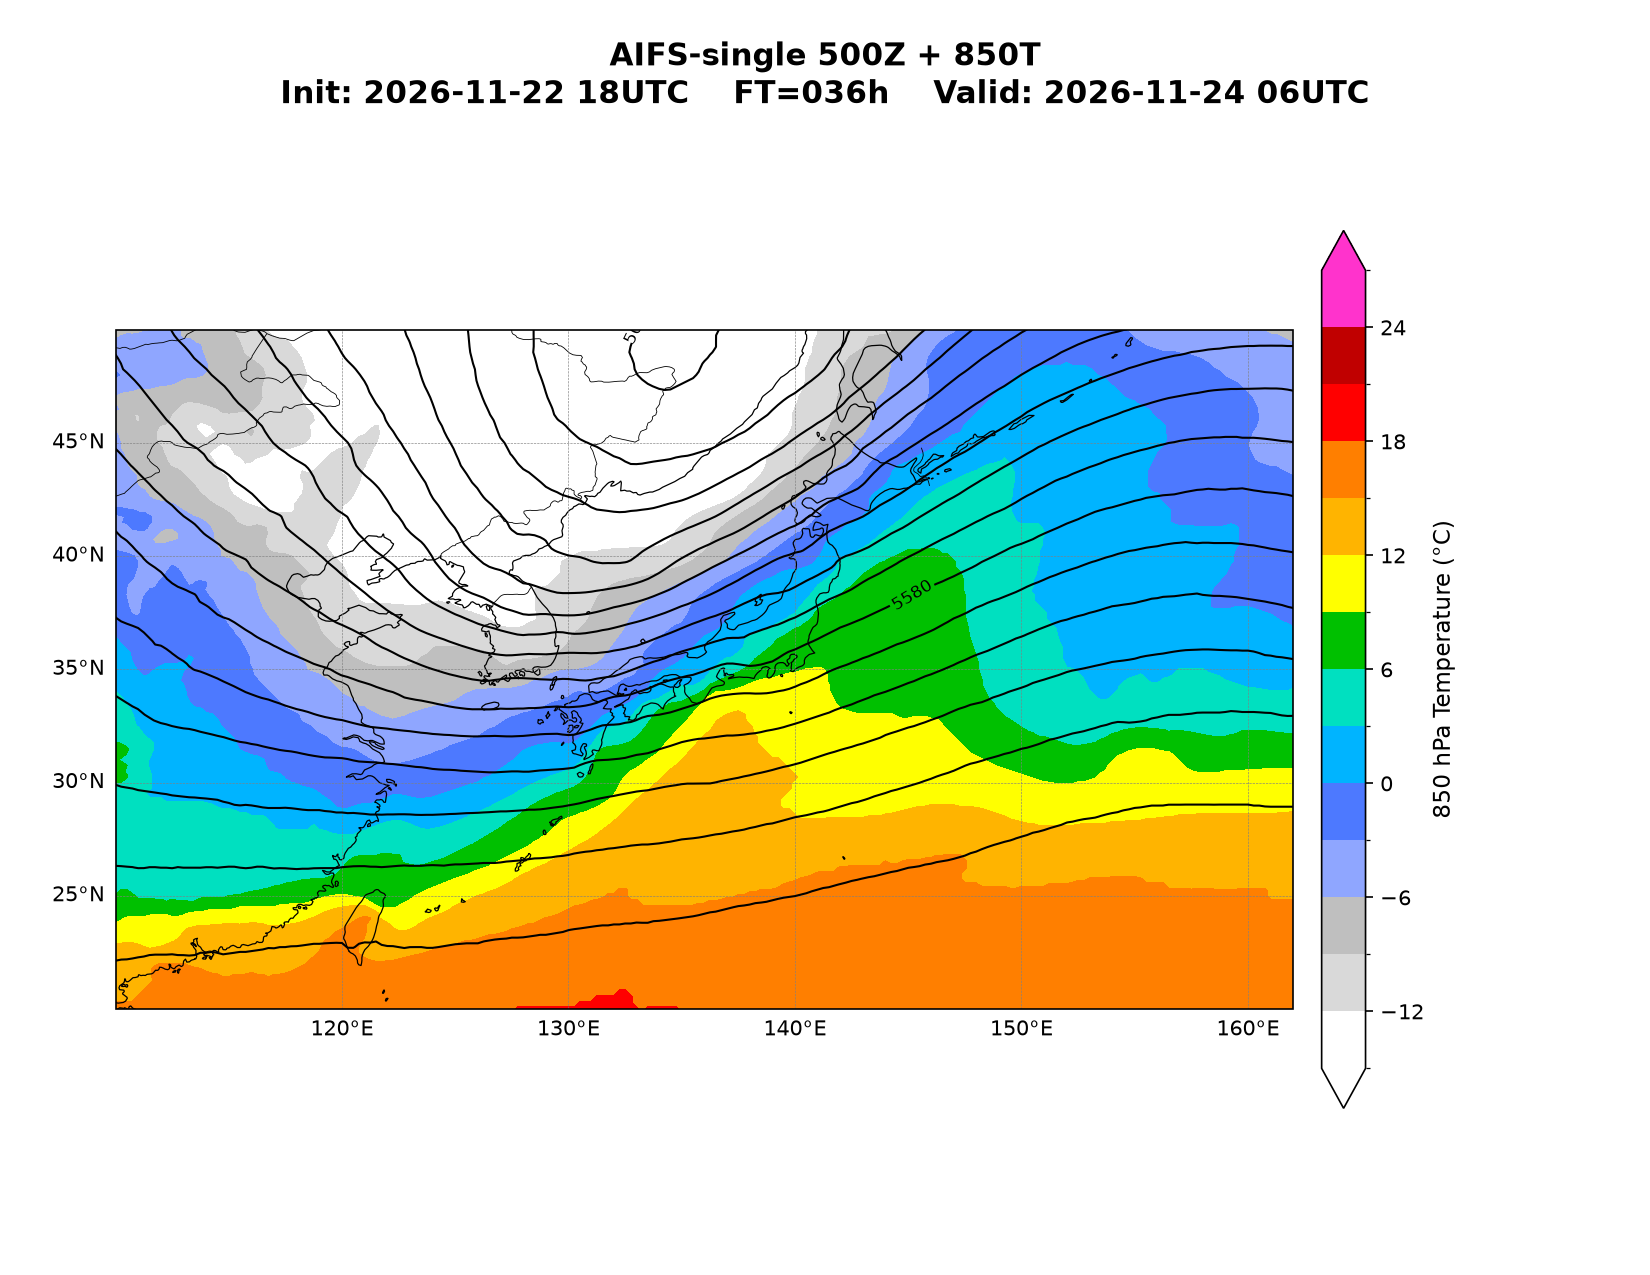 AIFS-single 500Z + 850T
Init: 2026-11-22 18UTC    FT=036h    Valid: 2026-11-24 06UTC
45°N
40°N
35°N
30°N
25°N
120°E
130°E
140°E
150°E
160°E
5580
24
18
12
6
0
−6
−12
850 hPa Temperature (°C)